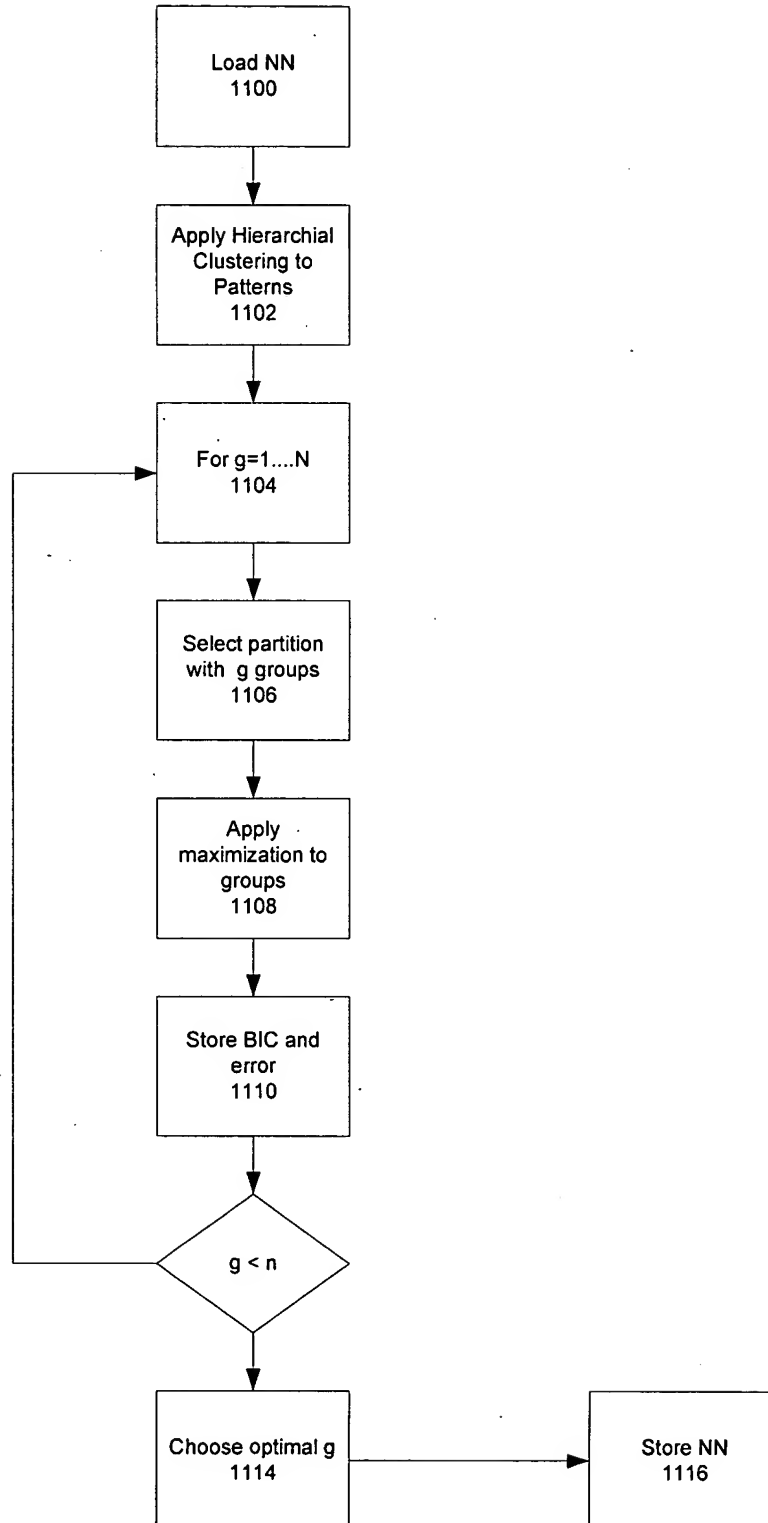 Load NN
1100
Apply Hierarchial
Clustering to
Patterns
1102
For g=1....N
1104
Select partition
with g groups
1106
Apply
maximization to
groups
1108
Store BIC and
error
1110
g < n
Choose optimal g
1114
Store NN
1116